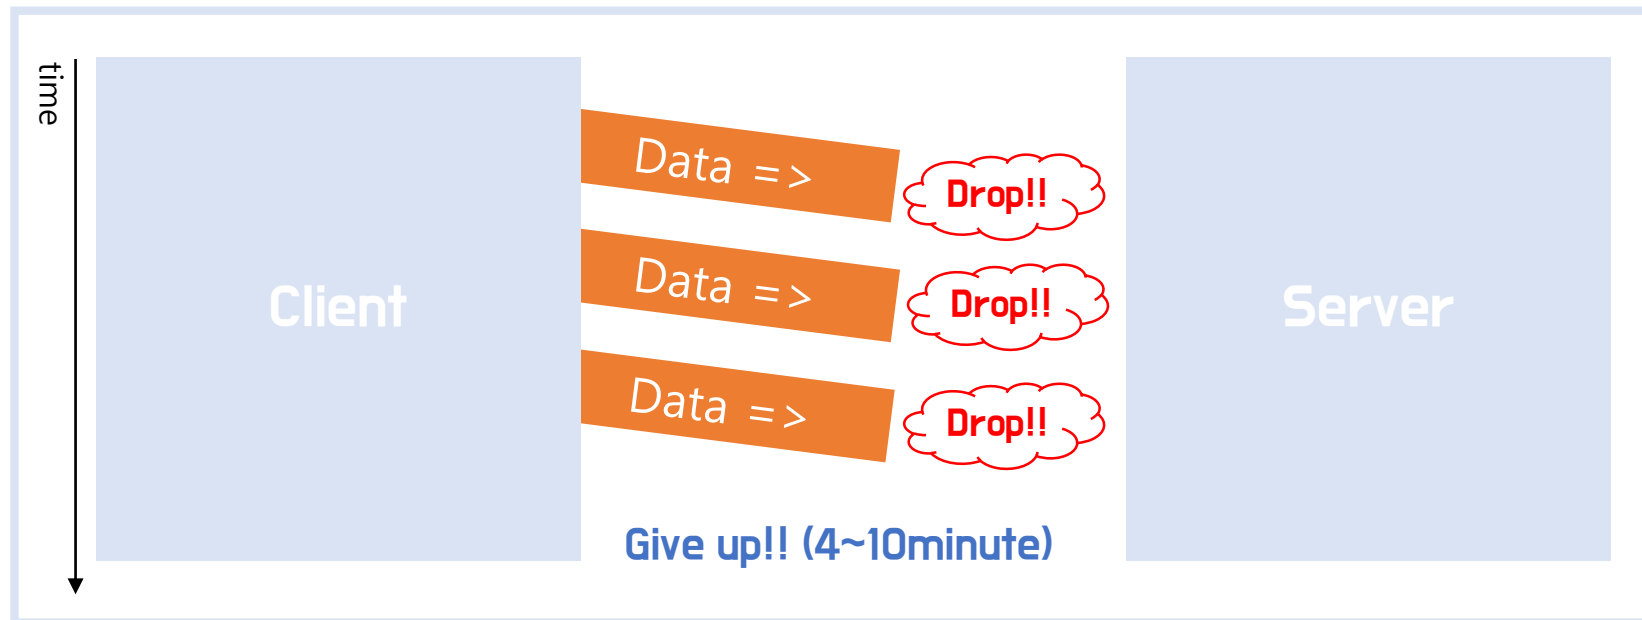 time
Client
Data =>
Drop!!
Data =>
Drop!!
Data =>
Drop!!
Server
Give up!! (4~10minute)